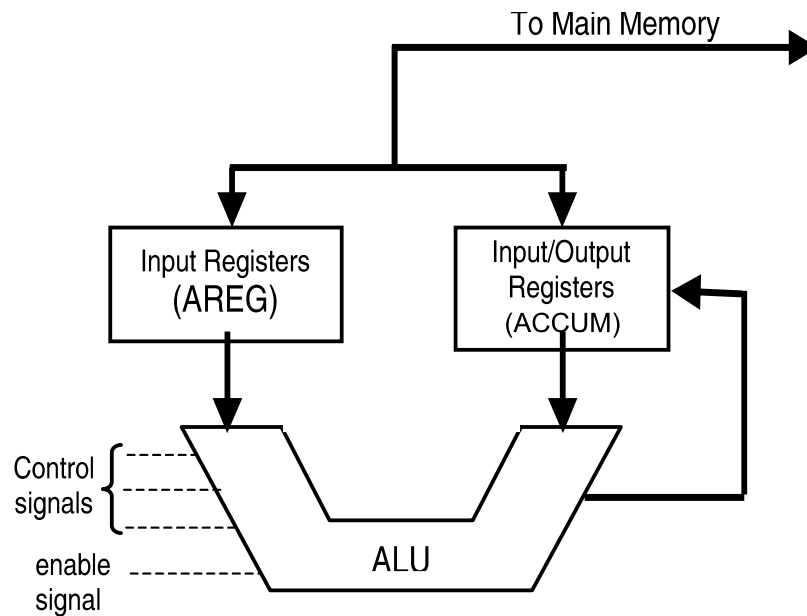 To Main Memory
Input Registers
(AREG)
Input/Output
Registers
(ACCUM)
Control
signals
ALU
enable
signal